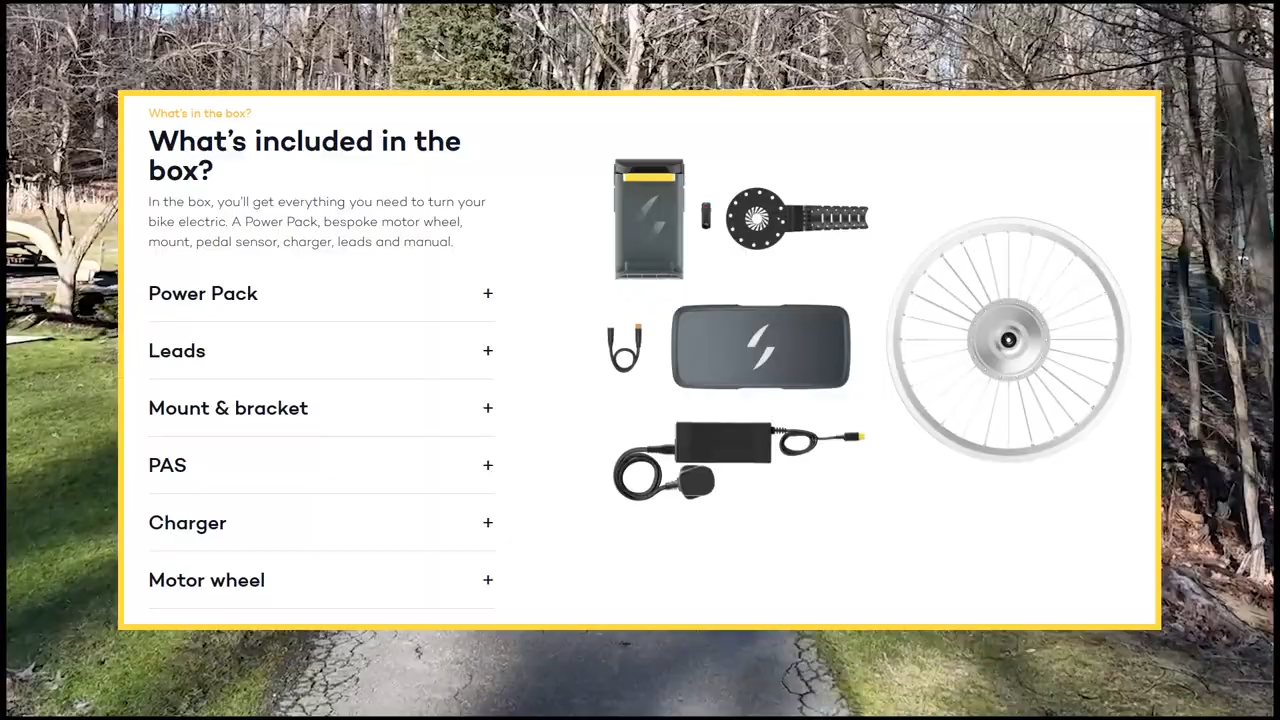 What's in the box?
What's included in the
box?
In the box, you'll get everything you need to turn your
bike electric. A Power Pack, bespoke motor wheel,
mount, pedal sensor, charger, leads and manual.
Power Pack +
Leads +
Mount & bracket +
PAS +
Charger +
Motor wheel +